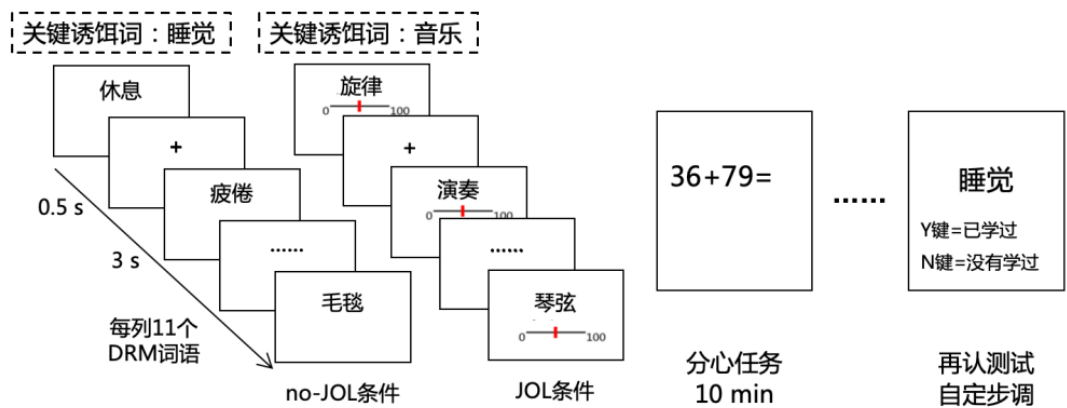 关键诱饵词：睡觉
关键诱饵词：音乐
休息
+
疲倦
......
毛毯
0.5 s
3 s
每列11个
DRM词语
no-JOL条件
旋律
0 100
+
演奏
0 100
......
琴弦
0 100
JOL条件
36+79=
分心任务
10 min
......
睡觉
Y键=已学过
N键=没有学过
再认测试
自定步调